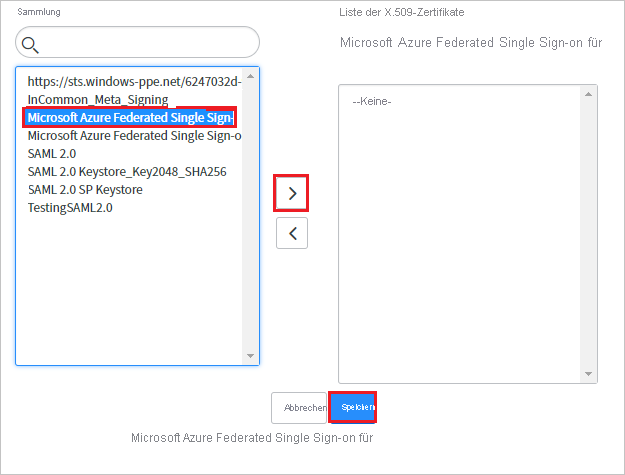 Sammlung
Liste der X.509-Zertifikate
Microsoft Azure Federated Single Sign-on für
https://sts.windows-ppe.net/6247032d-
InCommon_Meta_Signing
Microsoft Azure Federated Single Sign-
Microsoft Azure Federated Single Sign-o
SAML 2.0
SAML 2.0 Keystore_Key2048_SHA256
SAML 2.0 SP Keystore
TestingSAML2.0
--Keine-
Abbrechen
Speichern
Microsoft Azure Federated Single Sign-on für